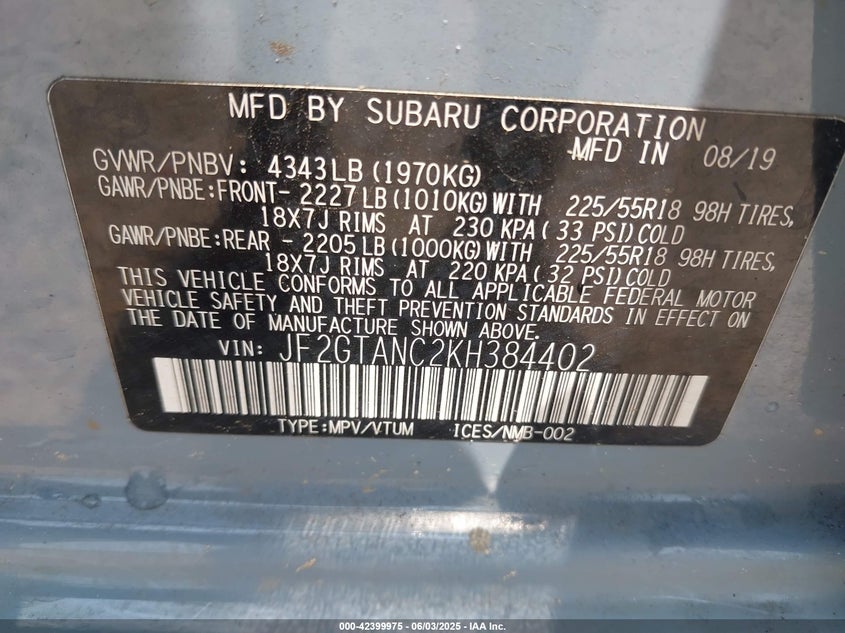 MFD BY SUBARU CORPORATION
MFD IN 08/19
GVWR/PNBV: 4343LB (1970KG)
GAWR/PNBE:FRONT- 2227LB(1010KG)WITH 225/55R18 98H TIRES,
18X7J RIMS AT 230 KPA( 33 PSI)COLD
GAWR/PNBE:REAR - 2205LB(1000KG)WITH 225/55R18 98H TIRES,
18X7J RIMS AT 220 KPA( 32 PSI)COLD
THIS VEHICLE CONFORMS TO ALL APPLICABLE FEDERAL MOTOR
VEHICLE SAFETY AND THEFT PREVENTION STANDARDS IN EFFECT ON
THE DATE OF MANUFACTURE SHOWN ABOVE.
VIN: JF2GTANC2KH384402
TYPE:MPV/VTUM ICES/NMB-002
000-42399975 - 06/03/2025 - IAA Inc.